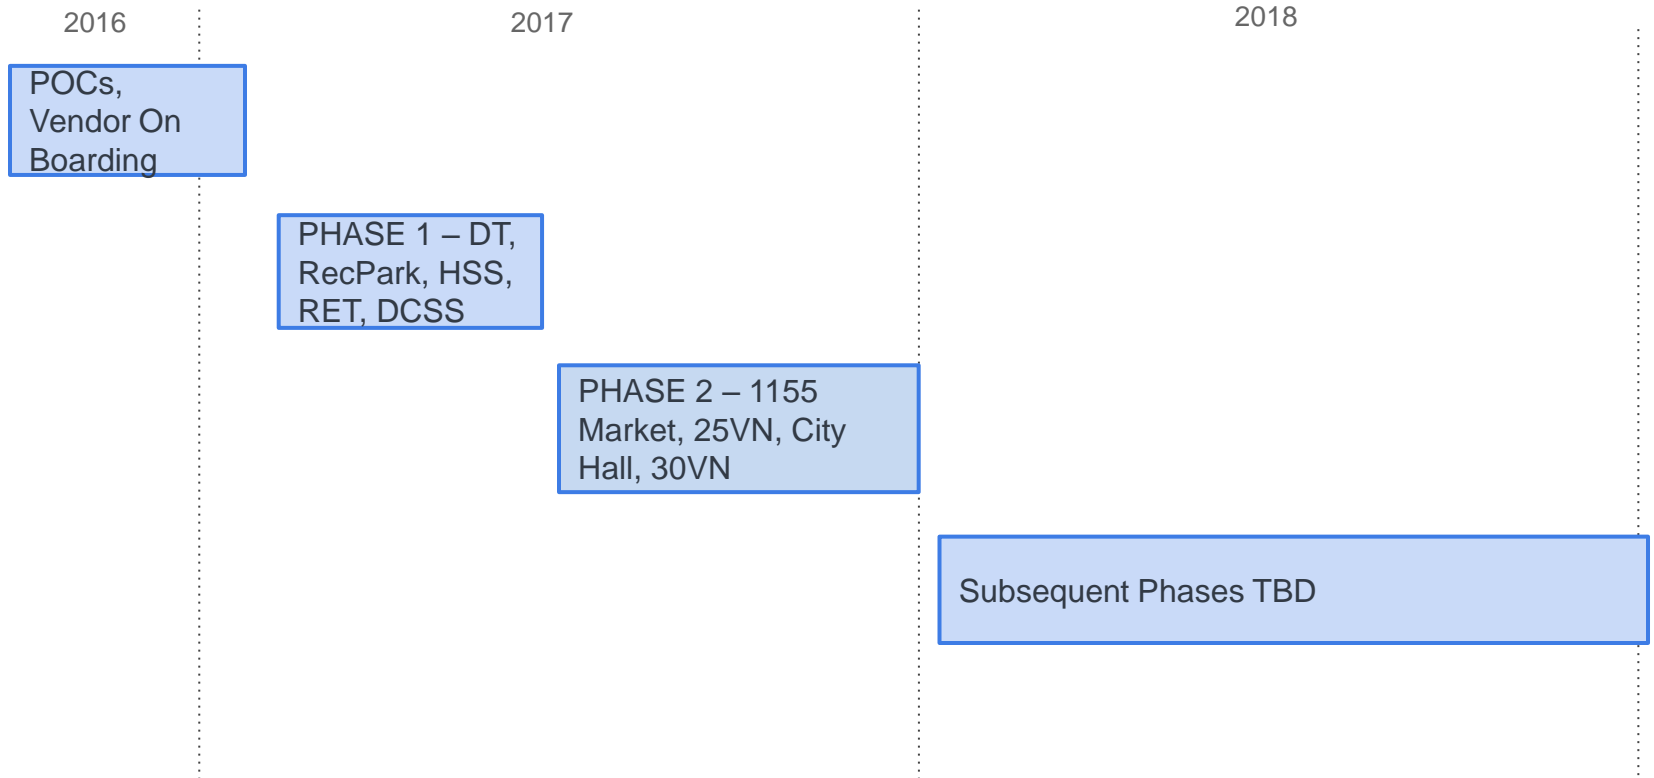 2016
2017
2018
POCs,
Vendor On
Boarding
PHASE 1 – DT,
RecPark, HSS,
RET, DCSS
PHASE 2 – 1155
Market, 25VN, City
Hall, 30VN
Subsequent Phases TBD